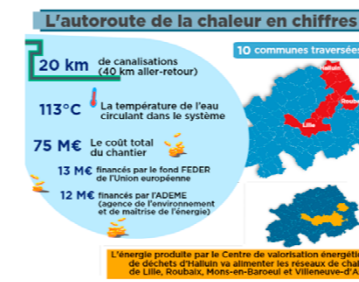 L'autoroute de la chaleur en chiffres
10 communes traversées
20 km
de canalisations
(40 km aller-retour)
Halluin
Lille
113°C
La température de l'eau
circulant dans le système
75 M€
Le coût total
du chantier
13 M€ financés par le fond FEDER
de l'Union européenne
12 M€ financés par l'ADEME
(agence de l'environnement
et de maîtrise de l'énergie)
L'énergie produite par le Centre de valorisation
de déchets d'Halluin va alimenter les réseaux de
de Lille, Roubaix, Mons-en-Baroeul et